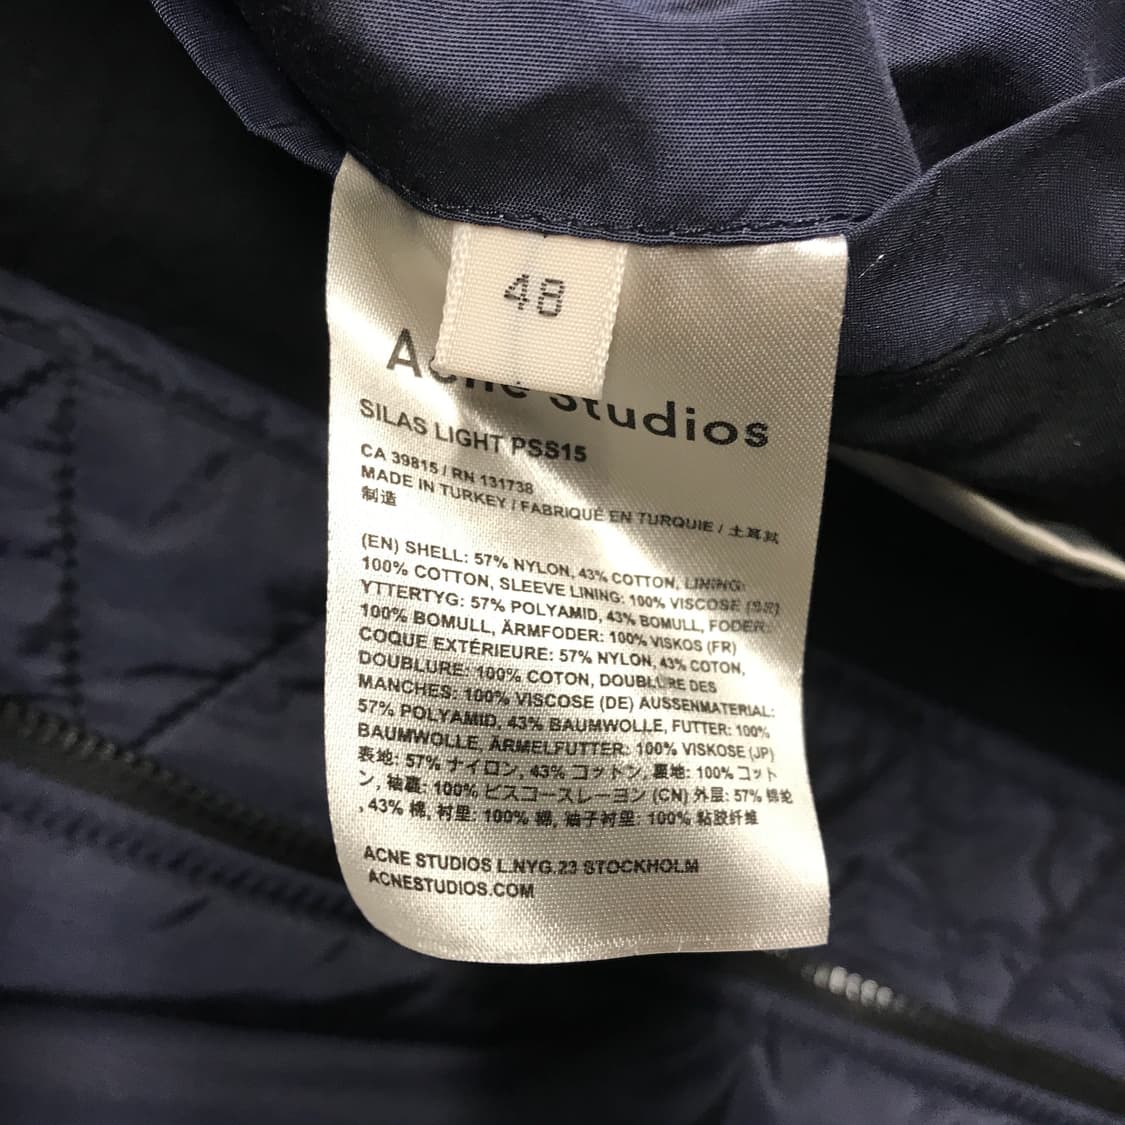 48
Acne Studios
SILAS LIGHT PSS15
CA 39815 / RN 131738
MADE IN TURKEY / FABRIQUÉ EN TURQUIE / 土耳其
制造
(EN) SHELL: 57% NYLON, 43% COTTON, LINING:
100% COTTON, SLEEVE LINING: 100% VISCOSE (SE)
YTTERTYG: 57% POLYAMID, 43% BOMULL, FODER:
100% BOMULL, ÄRMFODER: 100% VISKOS (FR)
COQUE EXTÉRIEURE: 57% NYLON, 43% COTON,
DOUBLURE: 100% COTON, DOUBLURE DES
MANCHES: 100% VISCOSE (DE) AUSSENMATERIAL:
57% POLYAMID, 43% BAUMWOLLE, FUTTER: 100%
BAUMWOLLE, ÄRMELFUTTER: 100% VISKOSE (JP)
表地: 57% ナイロン, 43% コットン, 裏地: 100% コット
ン, 袖裏: 100% ビスコースレーヨン (CN) 外层: 57% 锦纶
, 43% 棉, 衬里: 100% 棉, 袖子衬里: 100% 粘胶纤维
ACNE STUDIOS L.NYG.23 STOCKHOLM
ACNESTUDIOS.COM